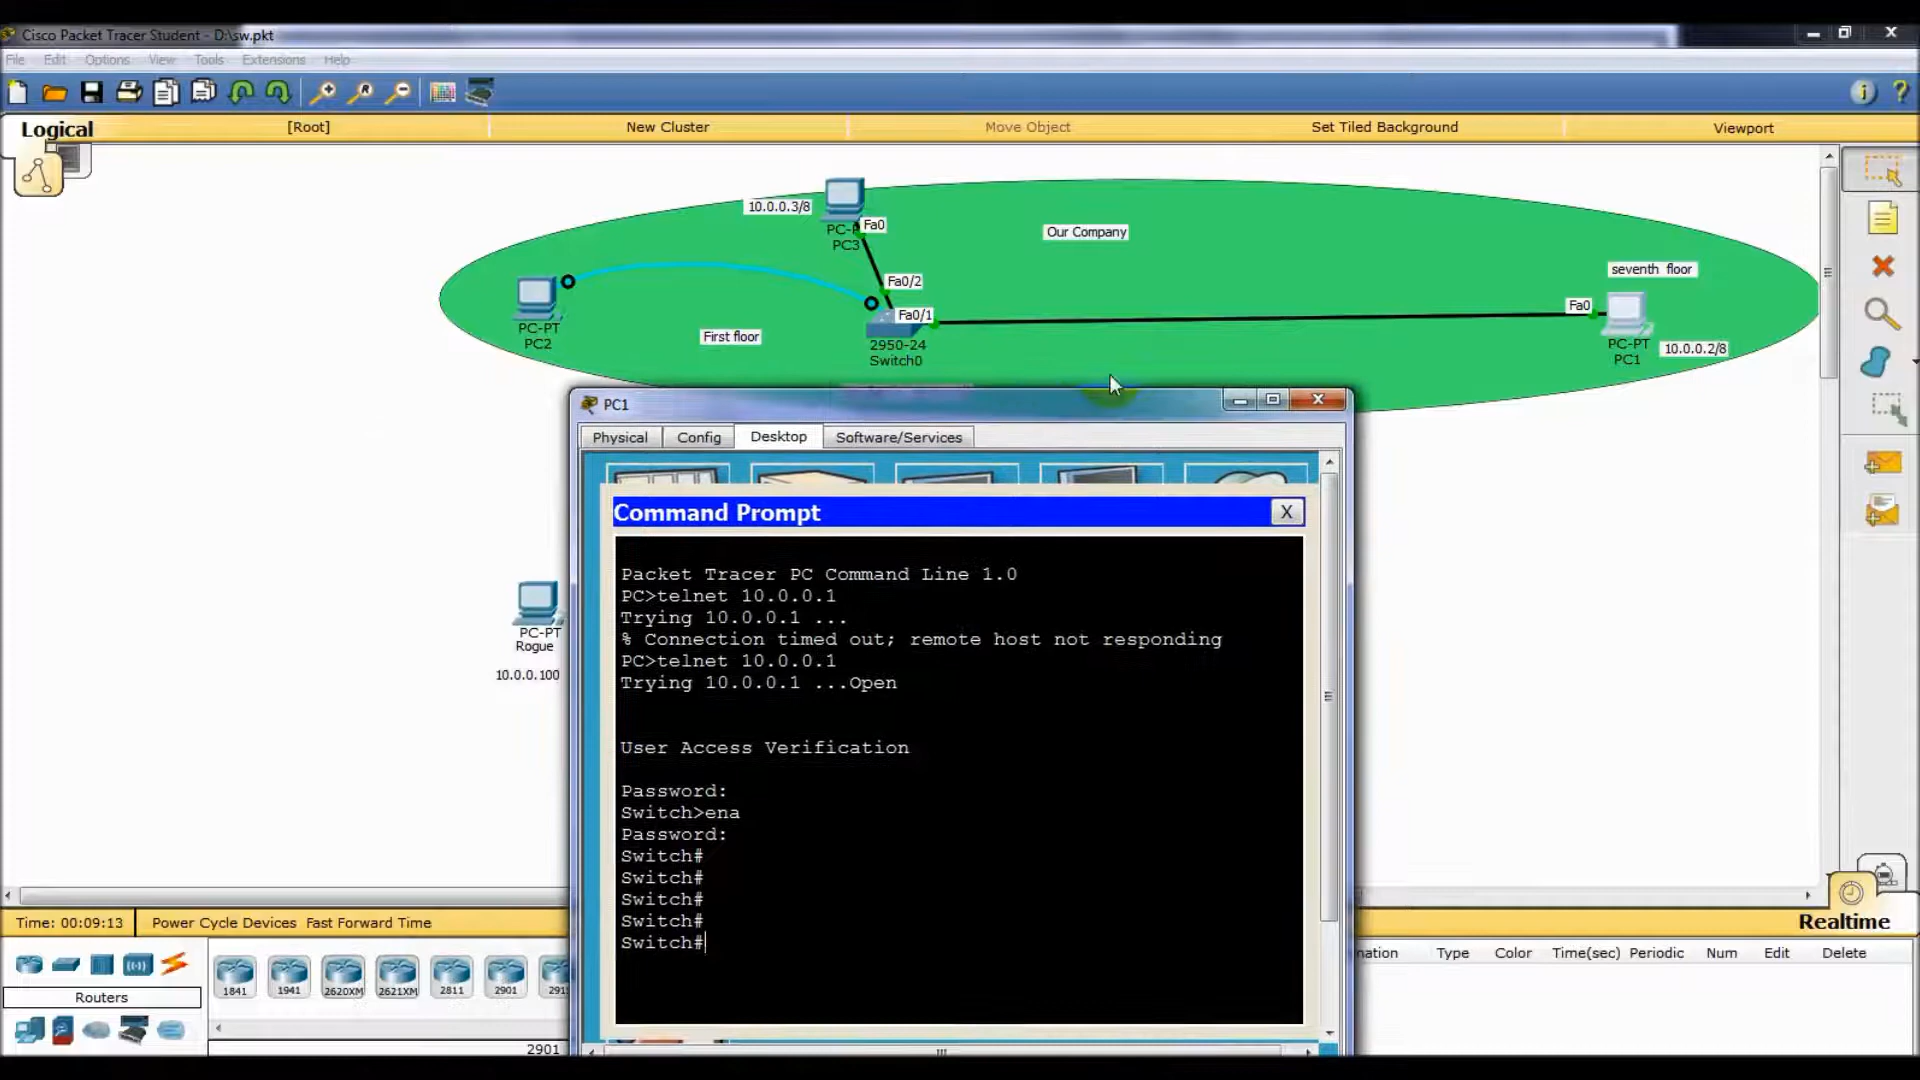 Cisco Packet Tracer Student - D:\sw.pkt
File Edit Options View Tools Extensions Help
Logical
[Root]
New Cluster
Move Object
Set Tiled Background
Viewport
10.0.0.3/8
Fa0
PC3
Our Company
seventh floor
Fa0/2
Fa0
Fa0/1
PC-PT
PC2
First floor
2950-24
Switch0
PC-PT
PC1
10.0.0.2/8
PC1
Physical Config Desktop Software/Services
Command Prompt
X
Packet Tracer PC Command Line 1.0
PC>telnet 10.0.0.1
Trying 10.0.0.1 ...
% Connection timed out; remote host not responding
PC>telnet 10.0.0.1
Trying 10.0.0.1 ...Open
User Access Verification
Password:
Switch>ena
Password:
Switch#
Switch#
Switch#
Switch#
Switch#
PC-PT
Rogue
10.0.0.100
Time: 00:09:13
Power Cycle Devices Fast Forward Time
Realtime
Type Color Time(sec) Periodic Num Edit Delete
Routers
1841 1941 2620XM 2621XM 2811 2901
2901